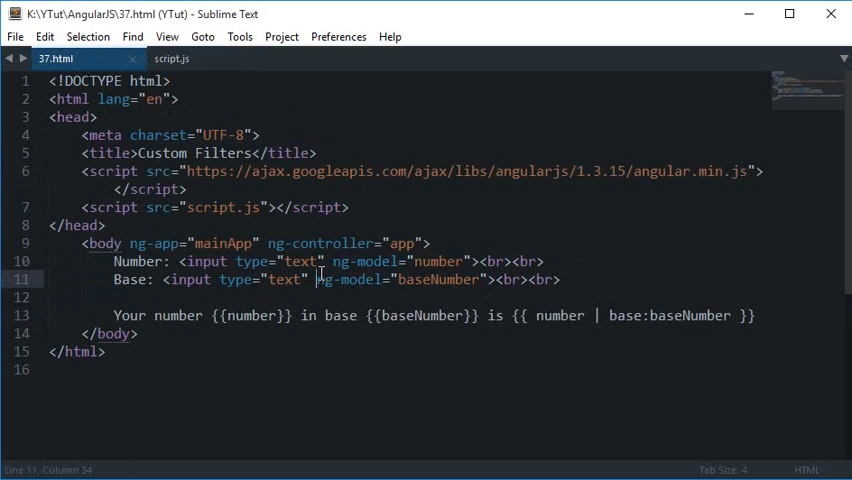 K:\YTut\AngularJS\37.html (YTut) - Sublime Text
File Edit Selection Find View Goto Tools Project Preferences Help
37.html script.js
1 <!DOCTYPE html>
2 <html lang="en">
3 <head>
4 <meta charset="UTF-8">
5 <title>Custom Filters</title>
6 <script src="https://ajax.googleapis.com/ajax/libs/angularjs/1.3.15/angular.min.js">
</script>
7 <script src="script.js"></script>
8 </head>
9 <body ng-app="mainApp" ng-controller="app">
10 Number: <input type="text" ng-model="number"><br><br>
11 Base: <input type="text" ng-model="baseNumber"><br><br>
12
13 Your number {{number}} in base {{baseNumber}} is {{ number | base:baseNumber }}
14 </body>
15 </html>
16
Line 11, Column 34 Tab Size: 4 HTML